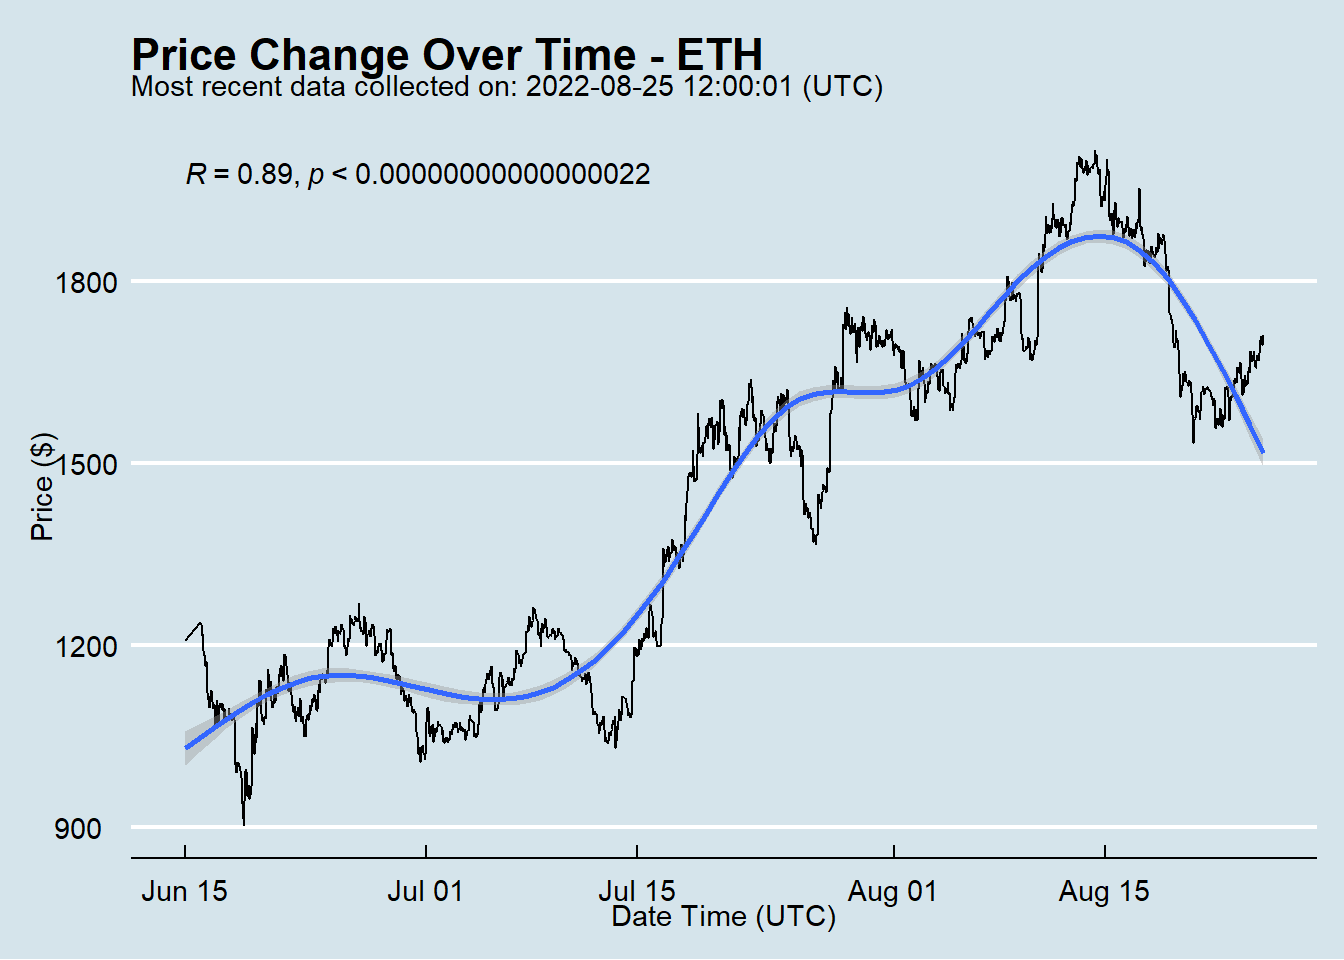 Price Change Over Time - ETH
Most recent data collected on: 2022-08-25 12:00:01 (UTC)
R = 0.89, p < 0.00000000000000022
1800
1500
1200
900
Price ($)
Jun 15
Jul 01
Jul 15
Aug 01
Aug 15
Date Time (UTC)